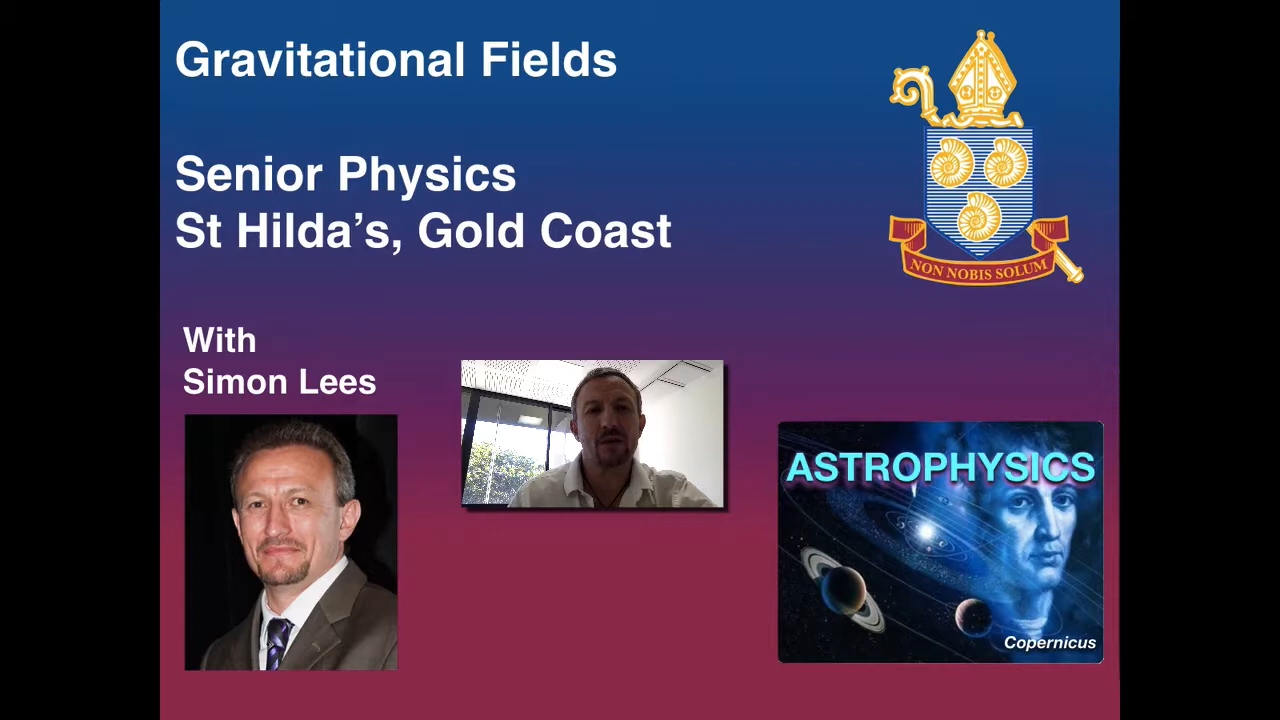 Gravitational Fields
Senior Physics
St Hilda’s, Gold Coast
NON NOBIS SOLUM
With
Simon Lees
ASTROPHYSICS
Copernicus